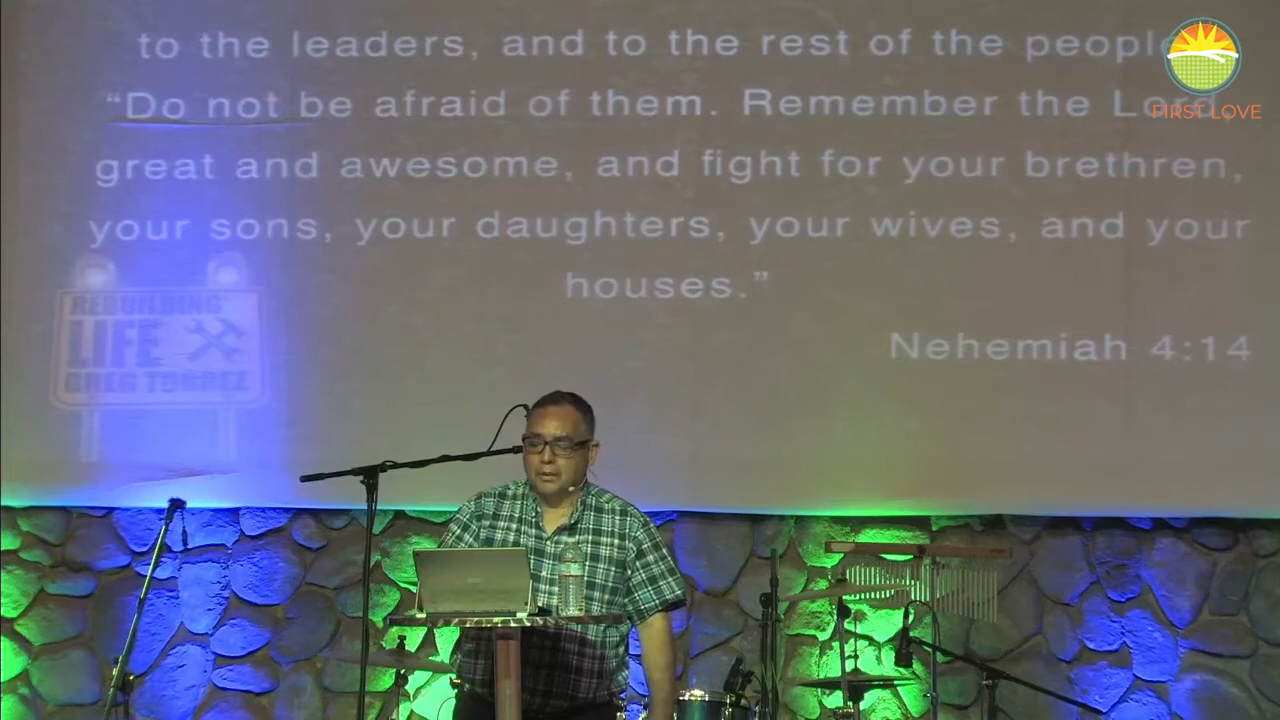 to the leaders, and to the rest of the people
“Do not be afraid of them. Remember the Lord,
great and awesome, and fight for your brethren,
your sons, your daughters, your wives, and your
houses.”
Nehemiah 4:14
FIRST LOVE
REBUILDING
LIFE
GREG